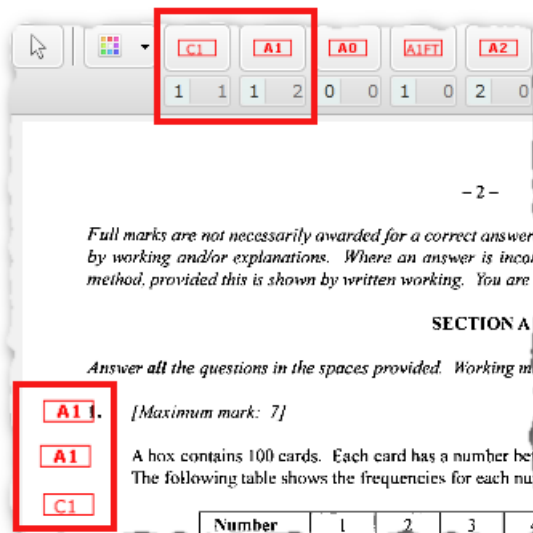 C1 A1 A0 A1FT A2
1 1 1 2 0 0 1 0 2 0
– 2 –
Full marks are not necessarily awarded for a correct answer
by working and/or explanations. Where an answer is
method, provided this is shown by written working. You are
SECTION A
Answer all the questions in the spaces provided. Working
A1 1. [Maximum mark: 7]
A1 A box contains 100 cards. Each card has a number
The following table shows the frequencies for each
C1
Number 1 2 3